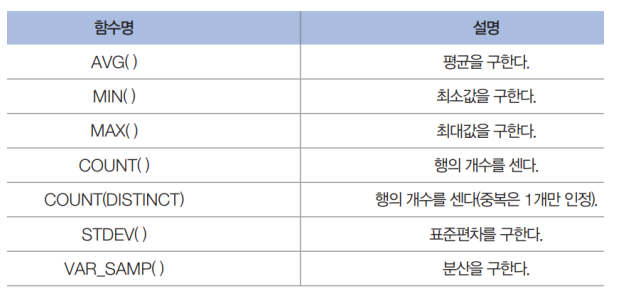 함수명 설명
AVG( ) 평균을 구한다.
MIN( ) 최소값을 구한다.
MAX( ) 최대값을 구한다.
COUNT( ) 행의 개수를 센다.
COUNT(DISTINCT) 행의 개수를 센다(중복은 1개만 인정).
STDEV( ) 표준편차를 구한다.
VAR_SAMP( ) 분산을 구한다.